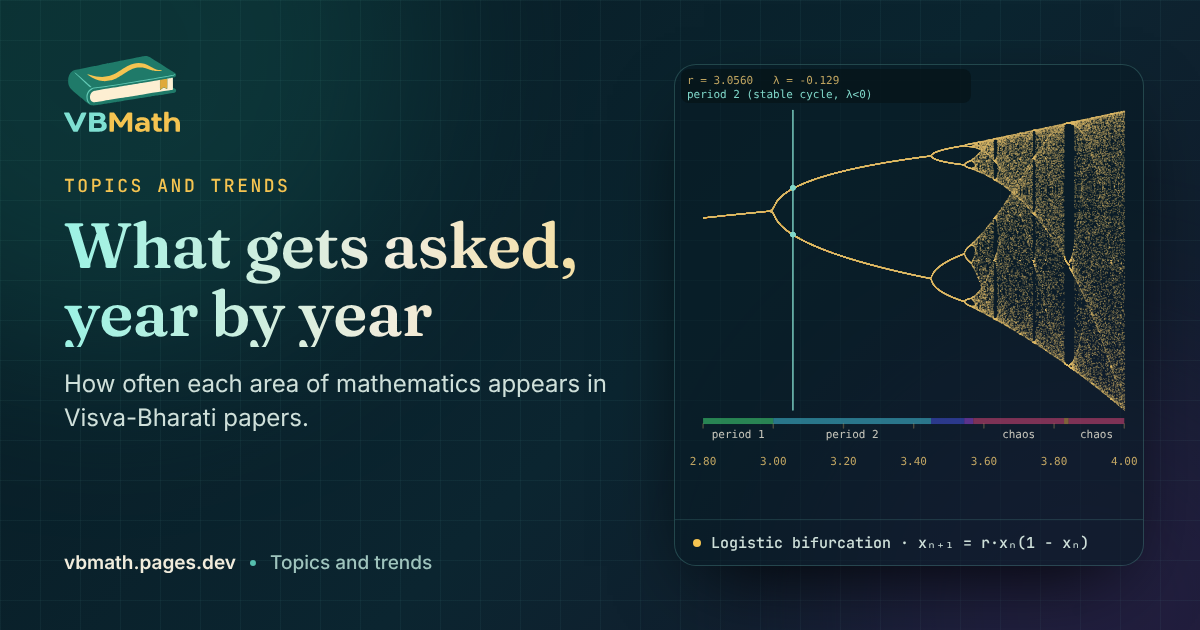 VBMath
TOPICS AND TRENDS
What gets asked,
year by year
How often each area of mathematics appears in
Visva-Bharati papers.
vbmath.pages.dev • Topics and trends
r = 3.0560 λ = -0.129
period 2 (stable cycle, λ<0)
period 1 period 2 chaos chaos
2.80 3.00 3.20 3.40 3.60 3.80 4.00
Logistic bifurcation · xₙ₊₁ = r·xₙ(1 - xₙ)